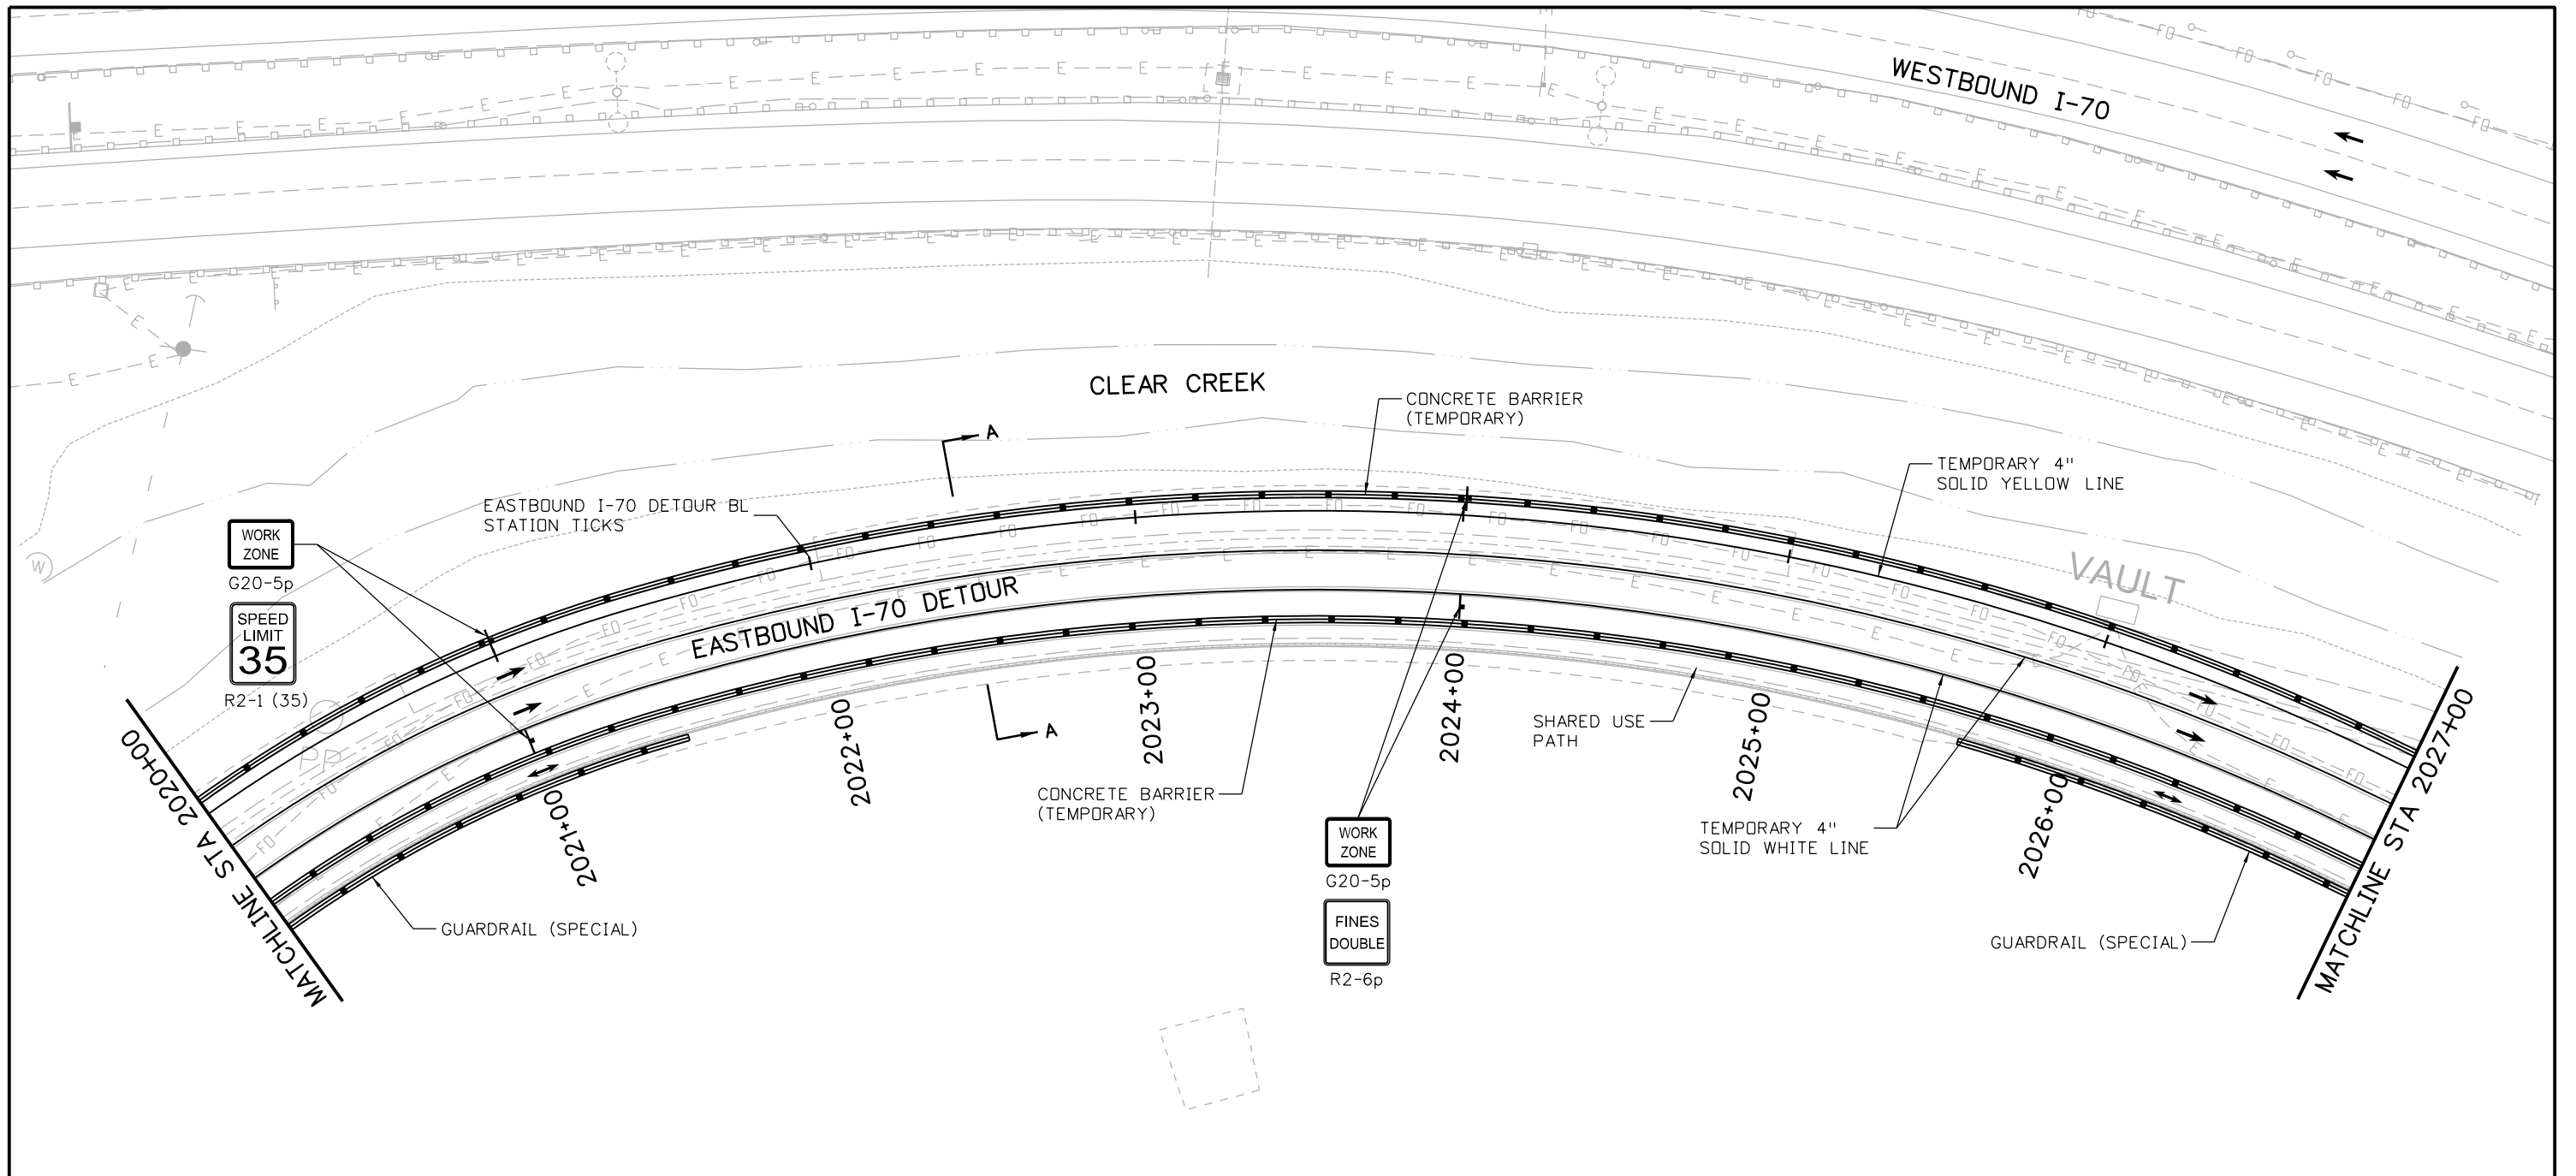 WESTBOUND I-70
CLEAR CREEK
CONCRETE BARRIER
(TEMPORARY)
A
TEMPORARY 4"
SOLID YELLOW LINE
EASTBOUND I-70 DETOUR BL
STATION TICKS
WORK
ZONE
G20-5p
SPEED
LIMIT
35
R2-1 (35)
W
VAULT
EASTBOUND I-70 DETOUR
PP
A
MATCHLINE STA 2020+00
2021+00
2022+00
2023+00
2024+00
2025+00
2026+00
MATCHLINE STA 2027+00
SHARED USE
PATH
CONCRETE BARRIER
(TEMPORARY)
WORK
ZONE
G20-5p
FINES
DOUBLE
R2-6p
TEMPORARY 4"
SOLID WHITE LINE
GUARDRAIL (SPECIAL)
GUARDRAIL (SPECIAL)
E
FO